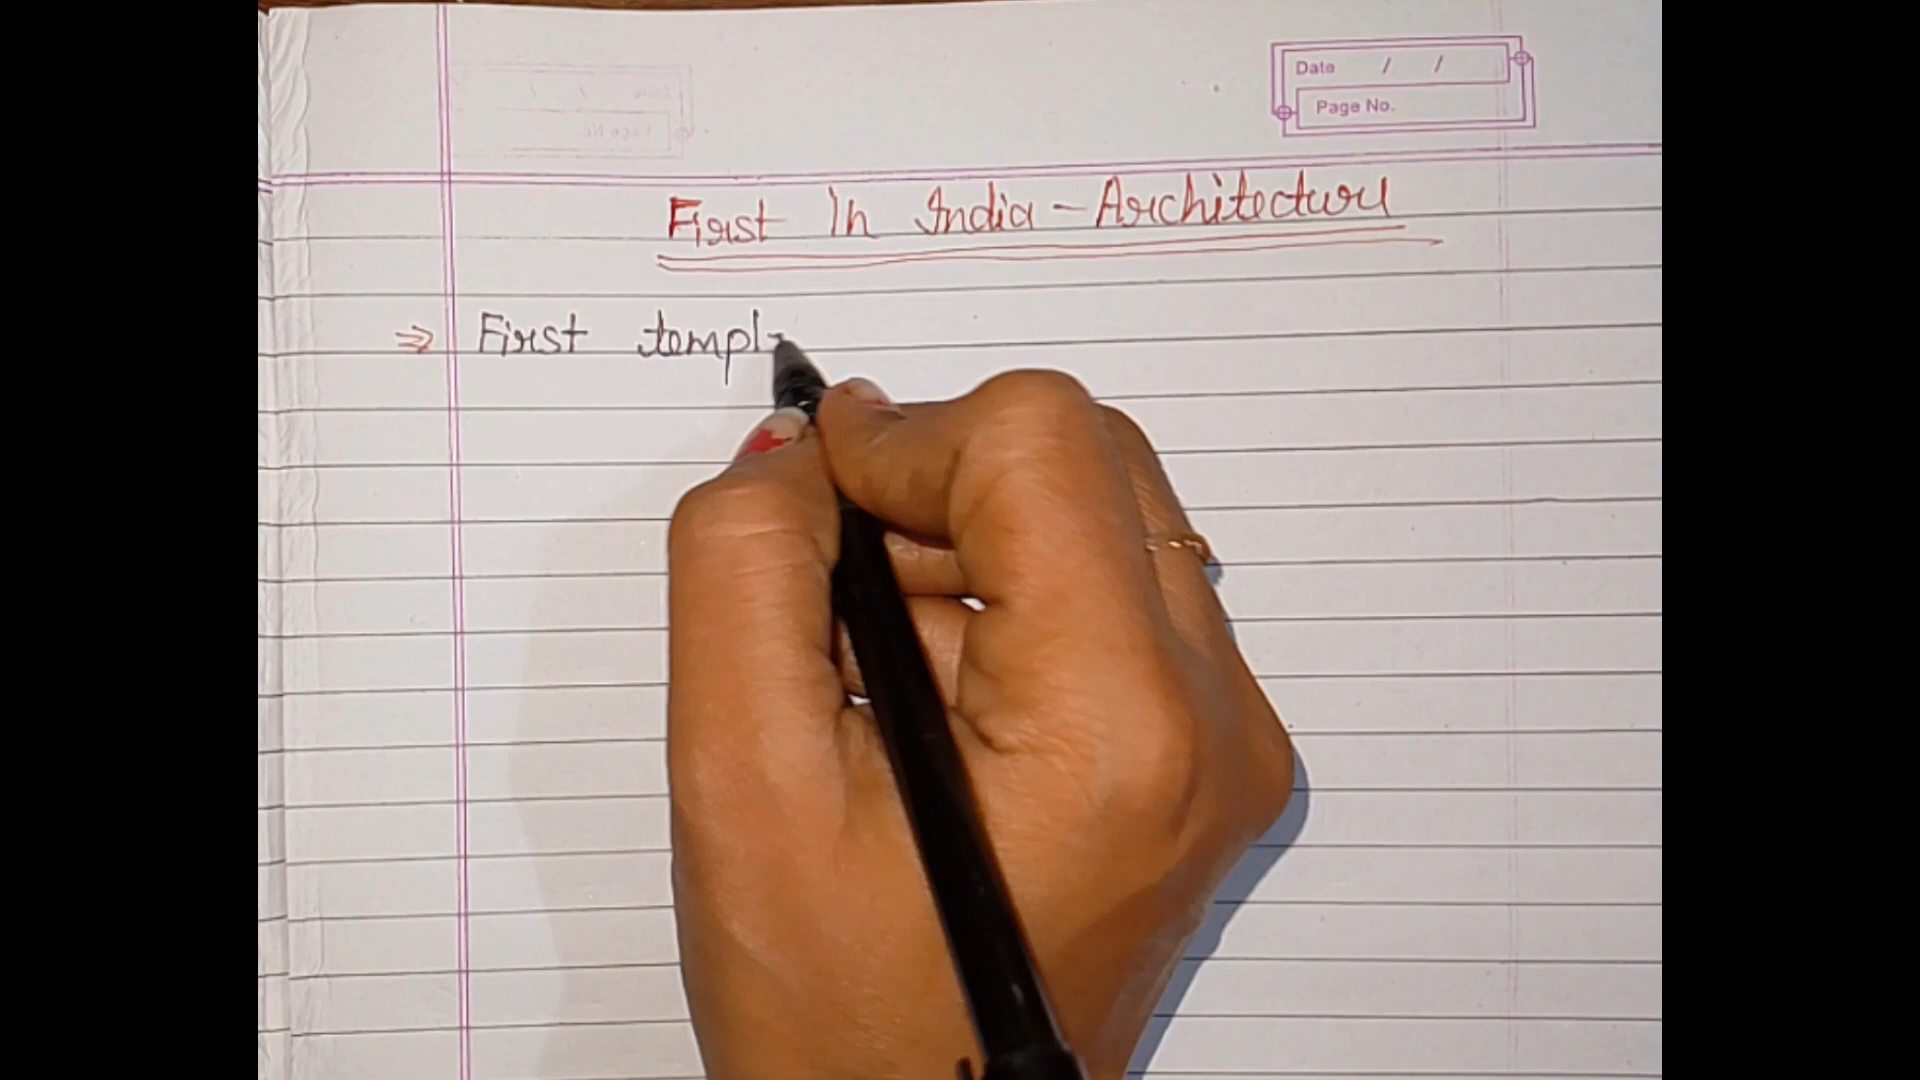 Date / /
Page No.
First In India - Architecture
⇒ First templ